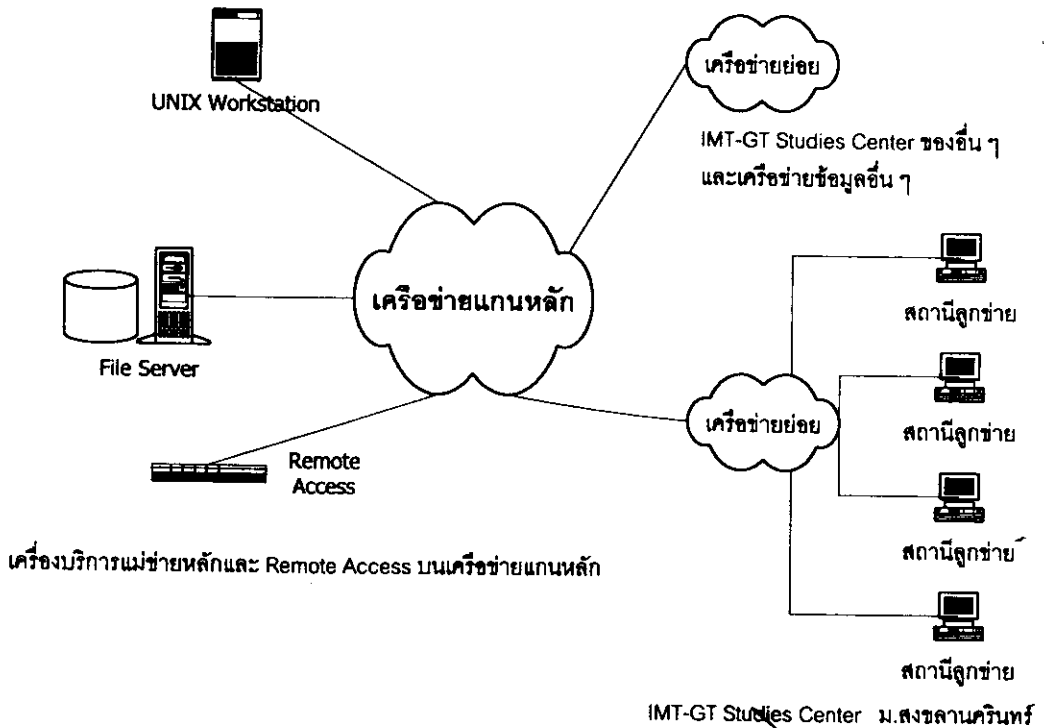 UNIX Workstation
เครือข่ายย่อย
IMT-GT Studies Center ของอื่น ๆ
และเครือข่ายข้อมูลอื่น ๆ
เครือข่ายแกนหลัก
File Server
สถานีลูกข่าย
สถานีลูกข่าย
เครือข่ายย่อย
Remote
Access
สถานีลูกข่าย
เครื่องบริการแม่ข่ายหลักและ Remote Access บนเครือข่ายแกนหลัก
สถานีลูกข่าย
IMT-GT Studies Center ม.สงขลานครินทร์